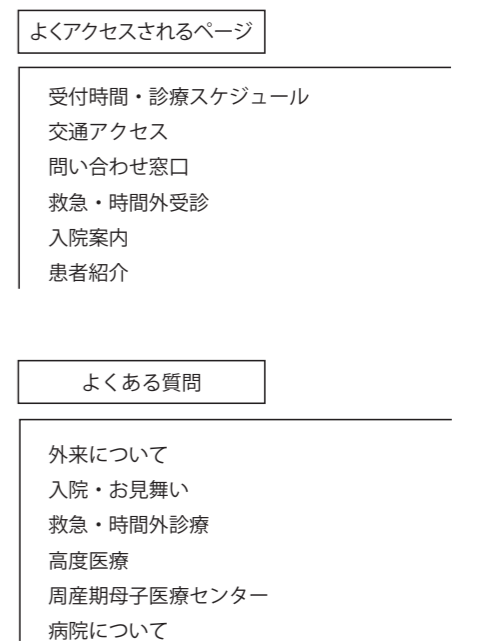 よくアクセスされるページ
受付時間・診療スケジュール
交通アクセス
問い合わせ窓口
救急・時間外受診
入院案内
患者紹介
よくある質問
外来について
入院・お見舞い
救急・時間外診療
高度医療
周産期母子医療センター
病院について